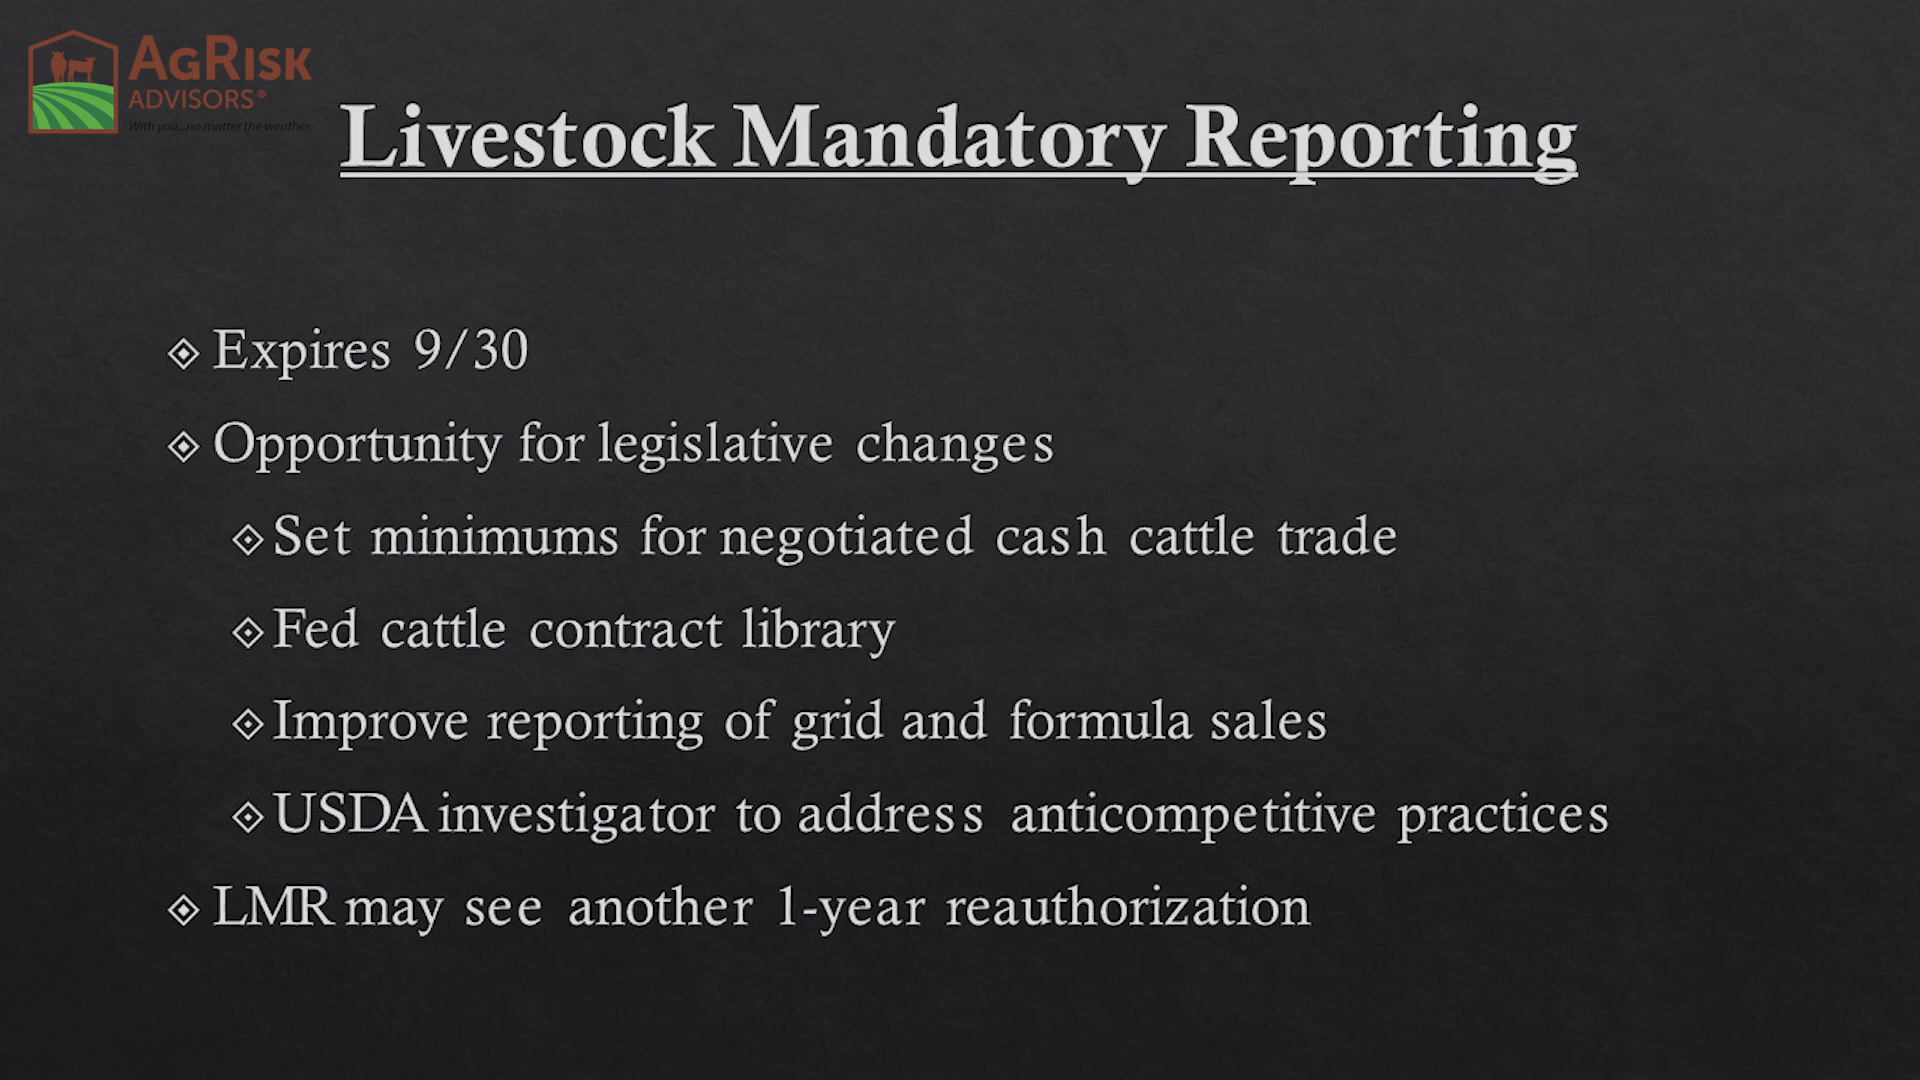 AgRisk
ADVISORS®
With you...no matter the weather.
Livestock Mandatory Reporting
Expires 9/30
Opportunity for legislative changes
Set minimums for negotiated cash cattle trade
Fed cattle contract library
Improve reporting of grid and formula sales
USDA investigator to address anticompetitive practices
LMR may see another 1-year reauthorization